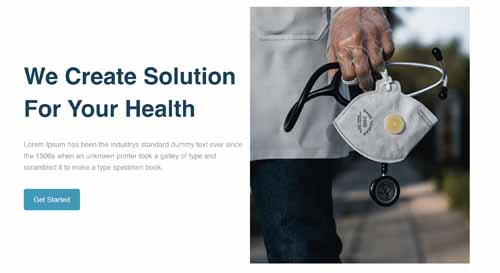 We Create Solution
For Your Health
Lorem Ipsum has been the industrys standard dummy text ever since
the 1500s when an unknown printer took a galley of type and
scrambled it to make a type specimen book.
Get Started